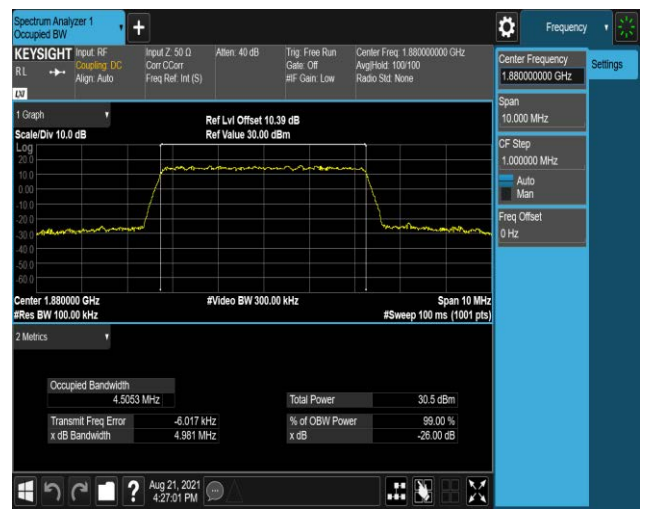 Spectrum Analyzer 1
Occupied BW
+
Frequency
KEYSIGHT Input: RF Input Z: 50 Ω Atten: 40 dB Trig: Free Run Center Freq: 1.880000000 GHz
RL Coupling: DC Corr CCorr Gate: Off Avg|Hold: 100/100
Align: Auto Freq Ref: Int (S) #IF Gain: Low Radio Std: None
LXI
Center Frequency
1.880000000 GHz
Settings
Span
10.000 MHz
CF Step
1.000000 MHz
Auto
Man
Freq Offset
0 Hz
1 Graph
Ref Lvl Offset 10.39 dB
Scale/Div 10.0 dB Ref Value 30.00 dBm
Log
20.0
10.0
0.00
-10.0
-20.0
-30.0
-40.0
-50.0
-60.0
Center 1.880000 GHz #Video BW 300.00 kHz Span 10 MHz
#Res BW 100.00 kHz #Sweep 100 ms (1001 pts)
2 Metrics
Occupied Bandwidth
4.5053 MHz Total Power 30.5 dBm
Transmit Freq Error -6.017 kHz % of OBW Power 99.00 %
x dB Bandwidth 4.981 MHz x dB -26.00 dB
? Aug 21, 2021
4:27:01 PM